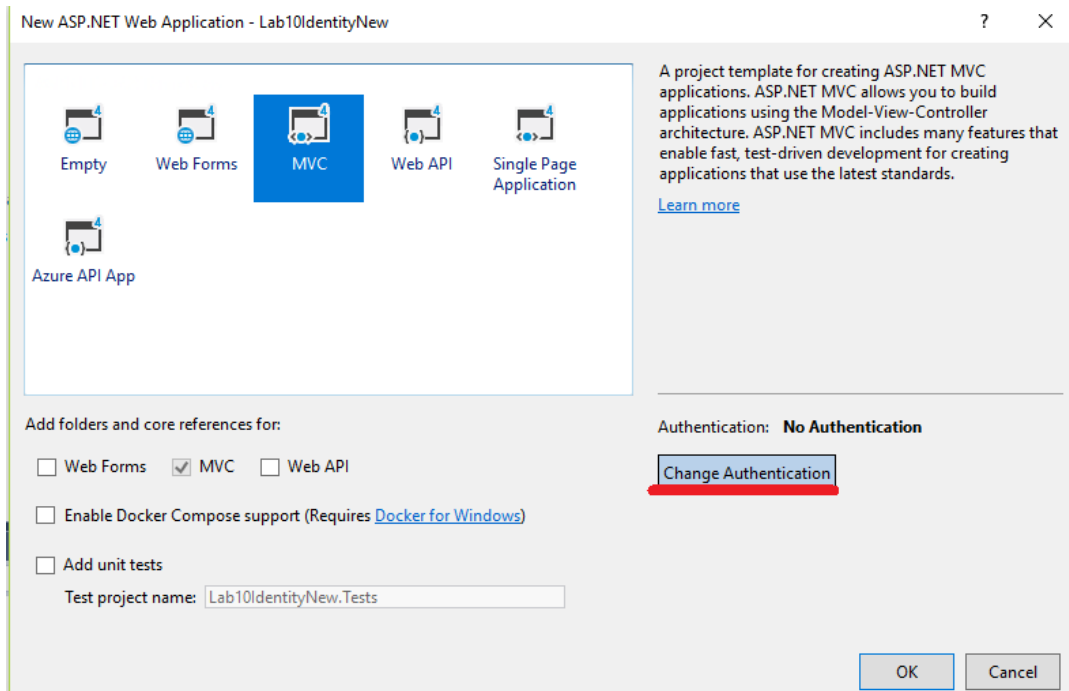 New ASP.NET Web Application - Lab10IdentityNew
?
Empty
Web Forms
MVC
Web API
Single Page
Application
Azure API App
A project template for creating ASP.NET MVC
applications. ASP.NET MVC allows you to build
applications using the Model-View-Controller
architecture. ASP.NET MVC includes many features that
enable fast, test-driven development for creating
applications that use the latest standards.
Learn more
Add folders and core references for:
Web Forms
MVC
Web API
Enable Docker Compose support (Requires Docker for Windows)
Add unit tests
Test project name: Lab10IdentityNew.Tests
Authentication: No Authentication
Change Authentication
OK
Cancel